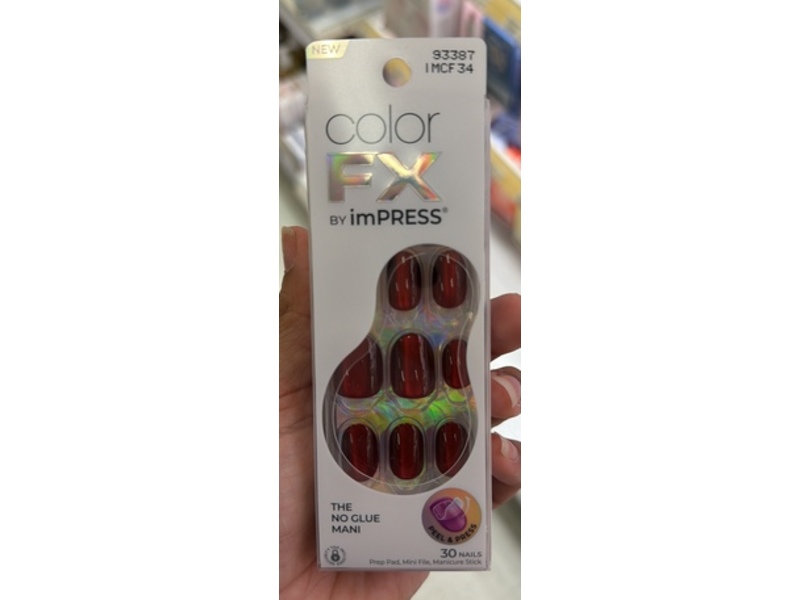 NEW
93387
IMCF34
color
FX
BY imPRESS®
THE
NO GLUE
MANI
PEEL & PRESS
30 NAILS
Prep Pad, Mini File, Manicure Stick